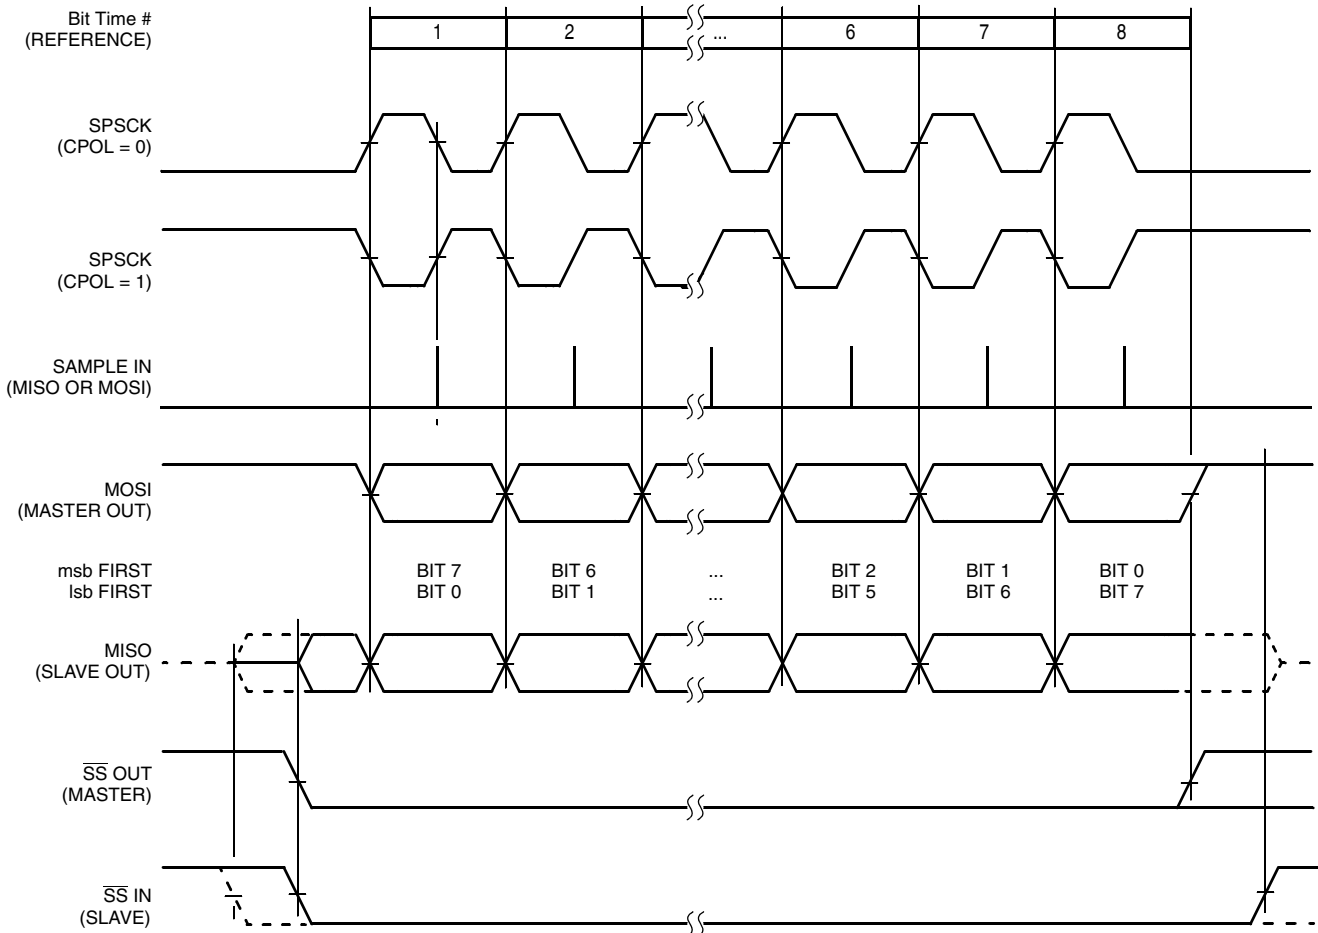 Bit Time #
(REFERENCE)
1 2 ... 6 7 8
SPSCK
(CPOL = 0)
SPSCK
(CPOL = 1)
SAMPLE IN
(MISO OR MOSI)
MOSI
(MASTER OUT)
msb FIRST BIT 7 BIT 6 ... BIT 2 BIT 1 BIT 0
lsb FIRST BIT 0 BIT 1 ... BIT 5 BIT 6 BIT 7
MISO
(SLAVE OUT)
S̅S̅ OUT
(MASTER)
S̅S̅ IN
(SLAVE)